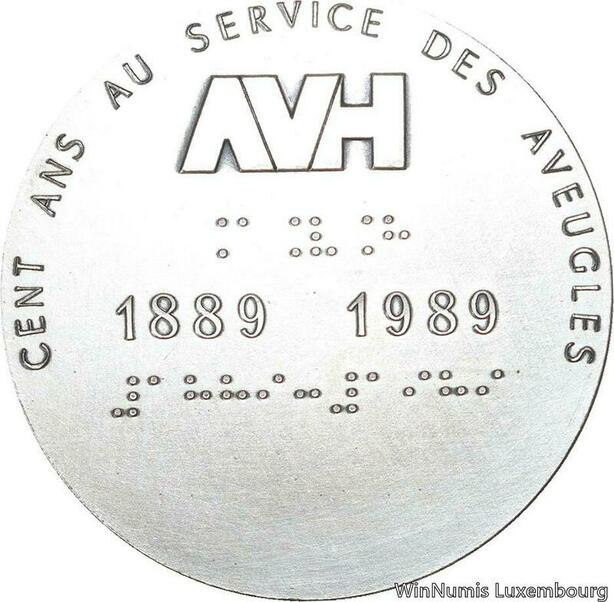 CENT ANS AU SERVICE DES AVEUGLES
AVH
1889 1989
WinNumis Luxembourg